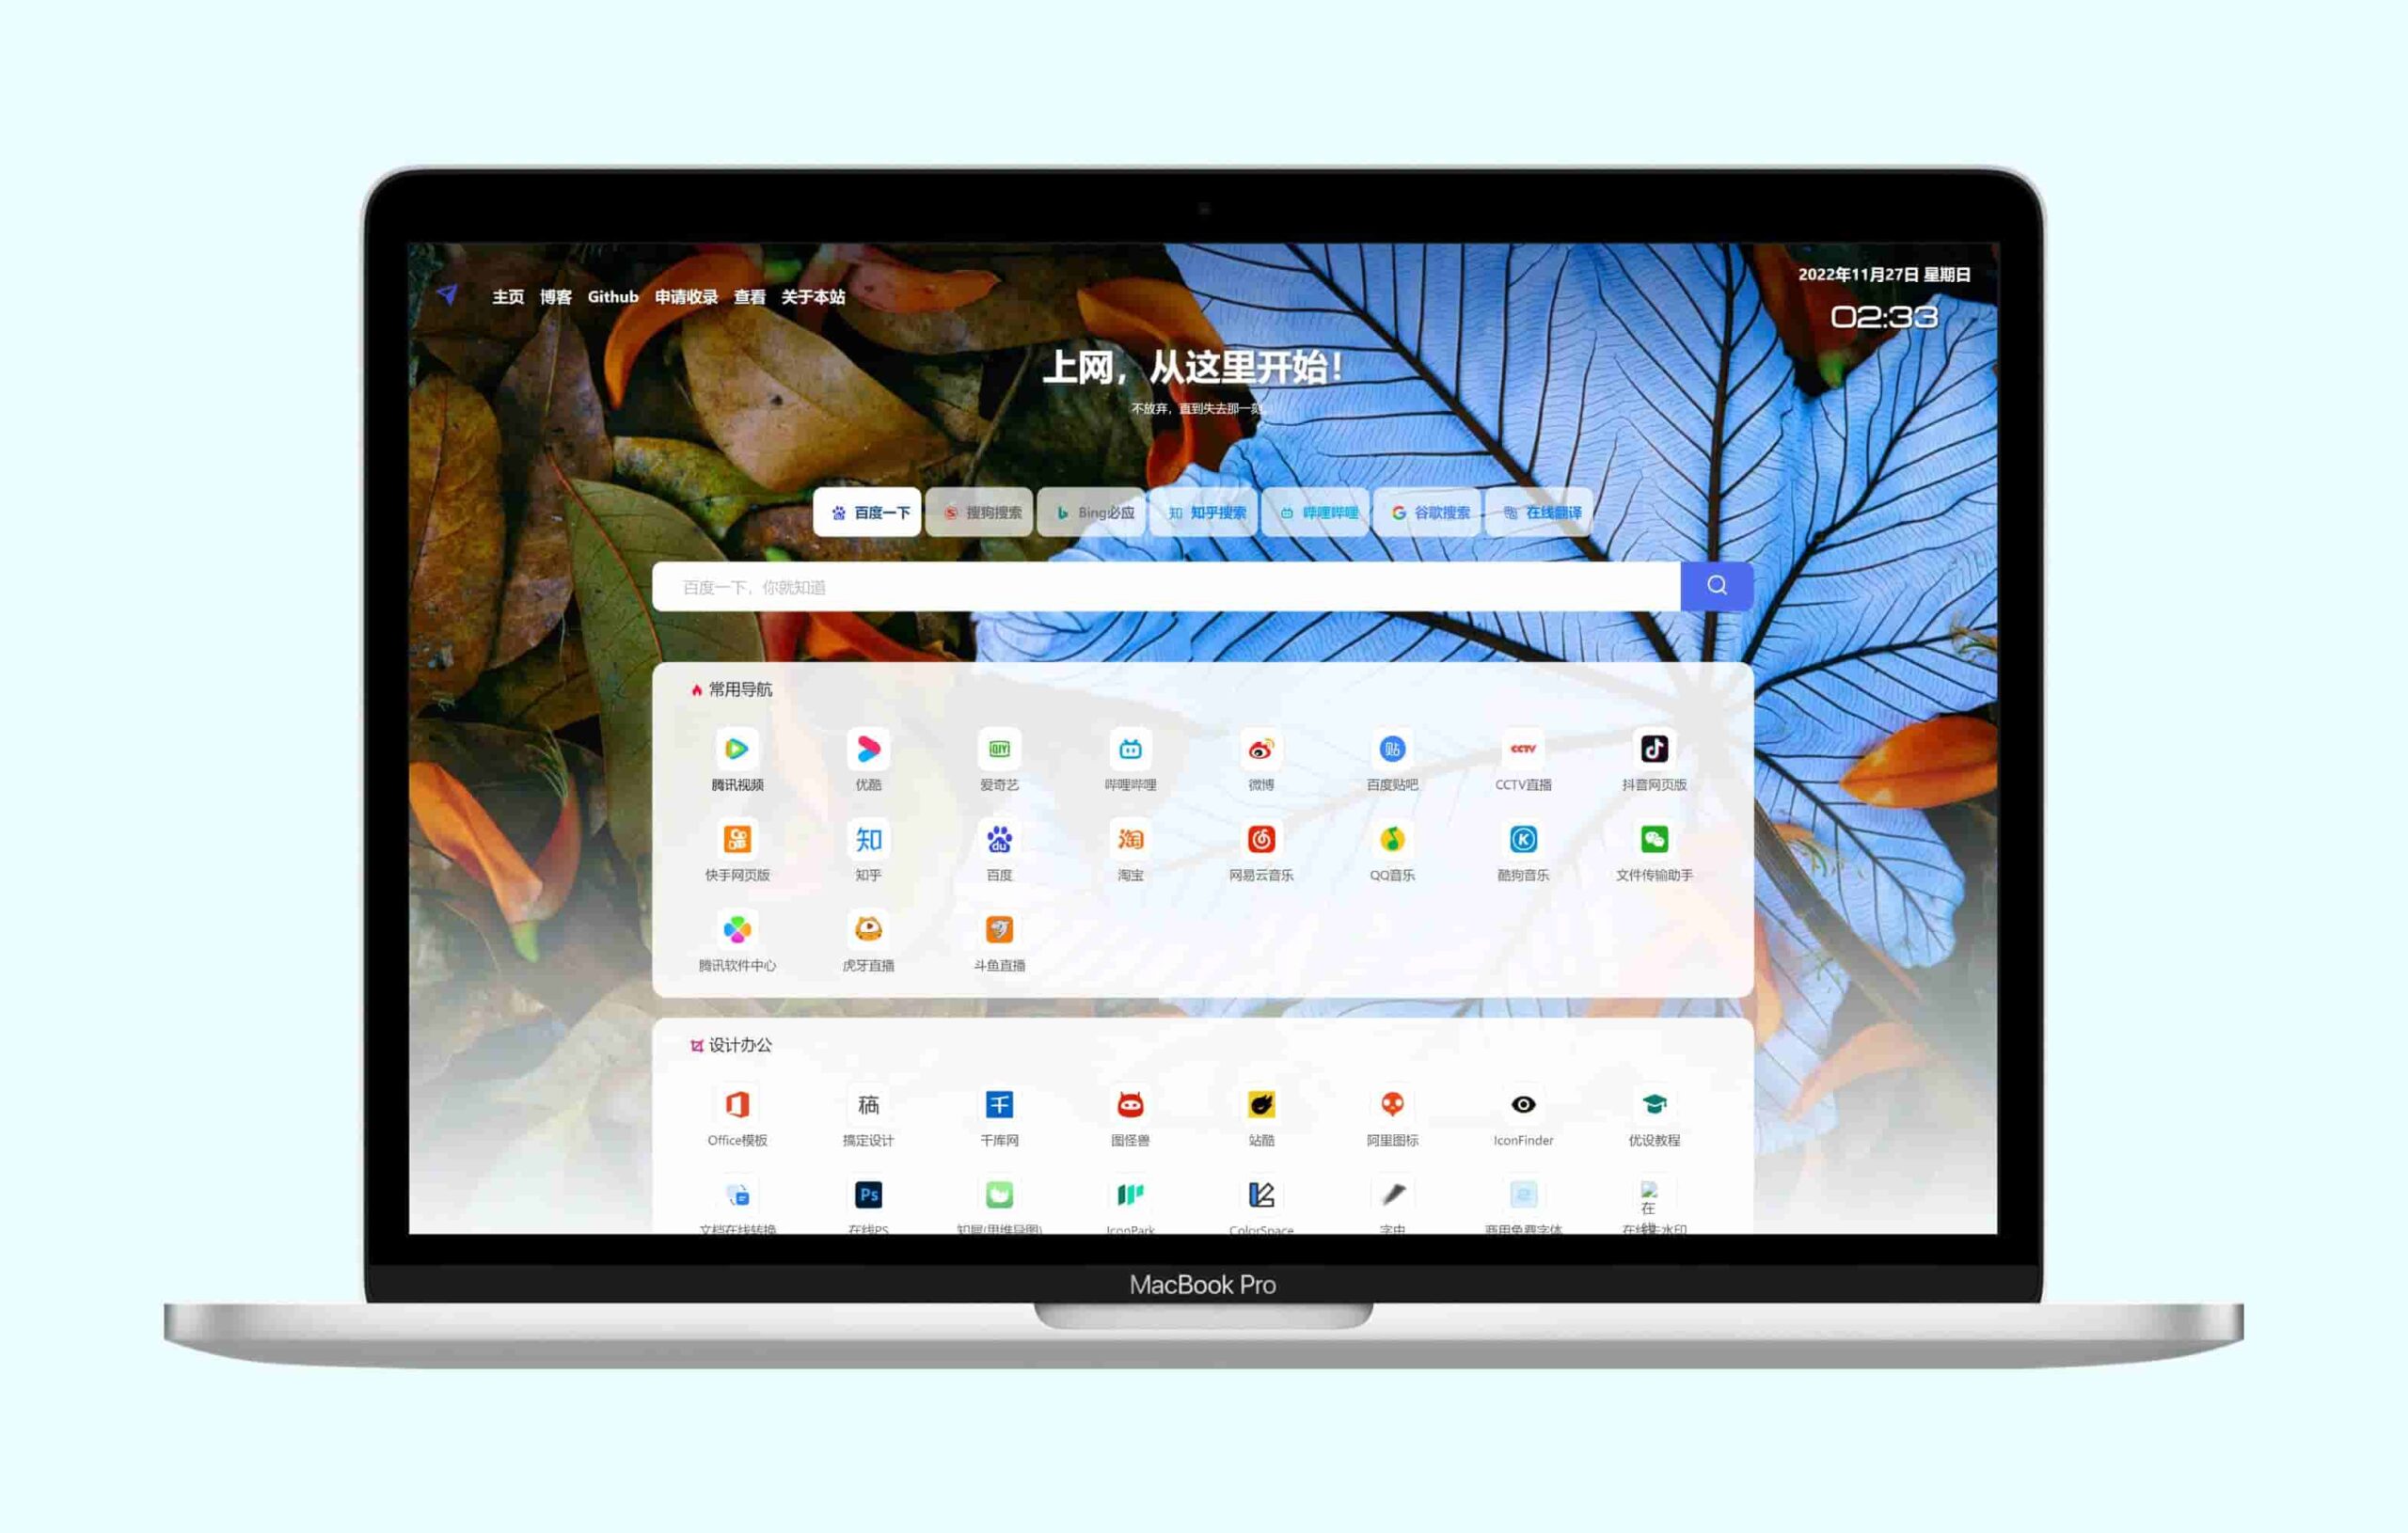 2022年11月27日 星期日
主页 博客 Github 申请收录 查看 关于本站
02:33
上网，从这里开始！
不放弃，直到失去那一刻。
百度一下 搜狗搜索 Bing必应 知 知乎搜索 哔哩哔哩 谷歌搜索 在线翻译
百度一下，你就知道
常用导航
QIY 贴 CCTV
腾讯视频 优酷 爱奇艺 哔哩哔哩 微博 百度贴吧 CCTV直播 抖音网页版
知 du 淘 K
快手网页版 知乎 百度 淘宝 网易云音乐 QQ音乐 酷狗音乐 文件传输助手
腾讯软件中心 虎牙直播 斗鱼直播
设计办公
稿 千
Office模板 搞定设计 千库网 图怪兽 站酷 阿里图标 IconFinder 优设教程
Ps 在
文档在线转换 在线PS 知犀(思维导图) IconPark ColorSpace 字由 商用免费字体 在线去水印
MacBook Pro